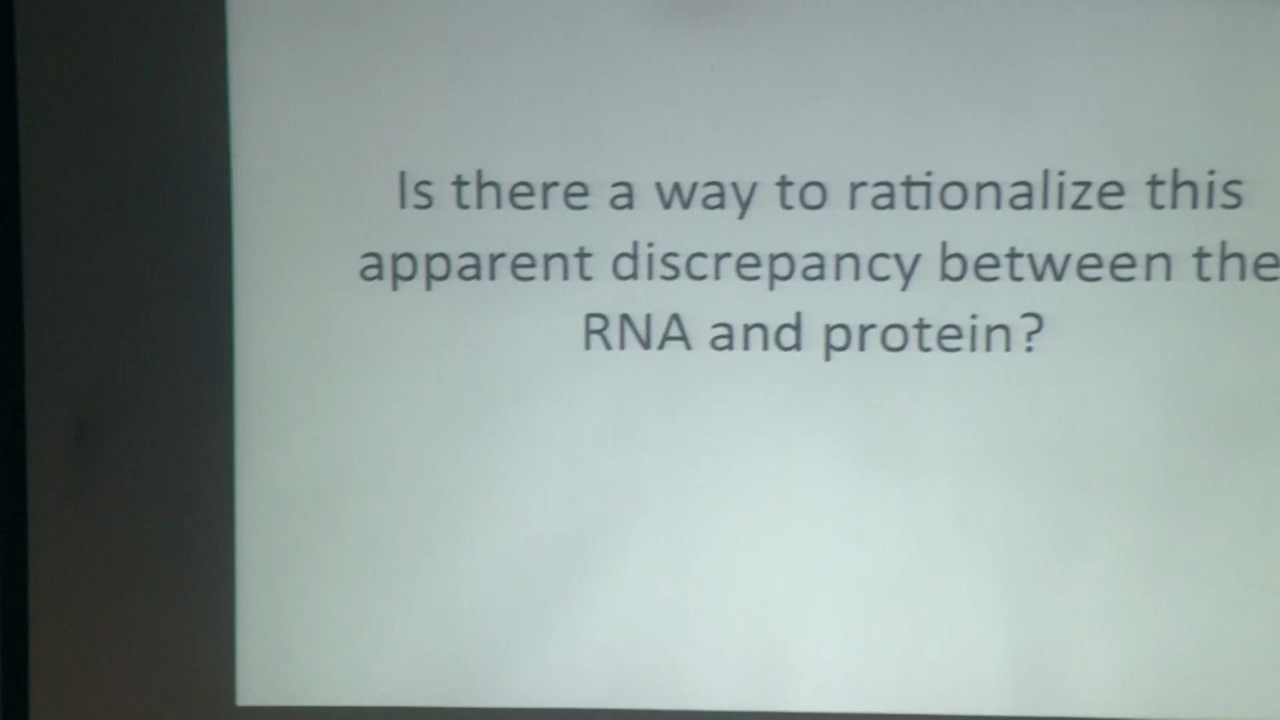 Is there a way to rationalize this
apparent discrepancy between the
RNA and protein?